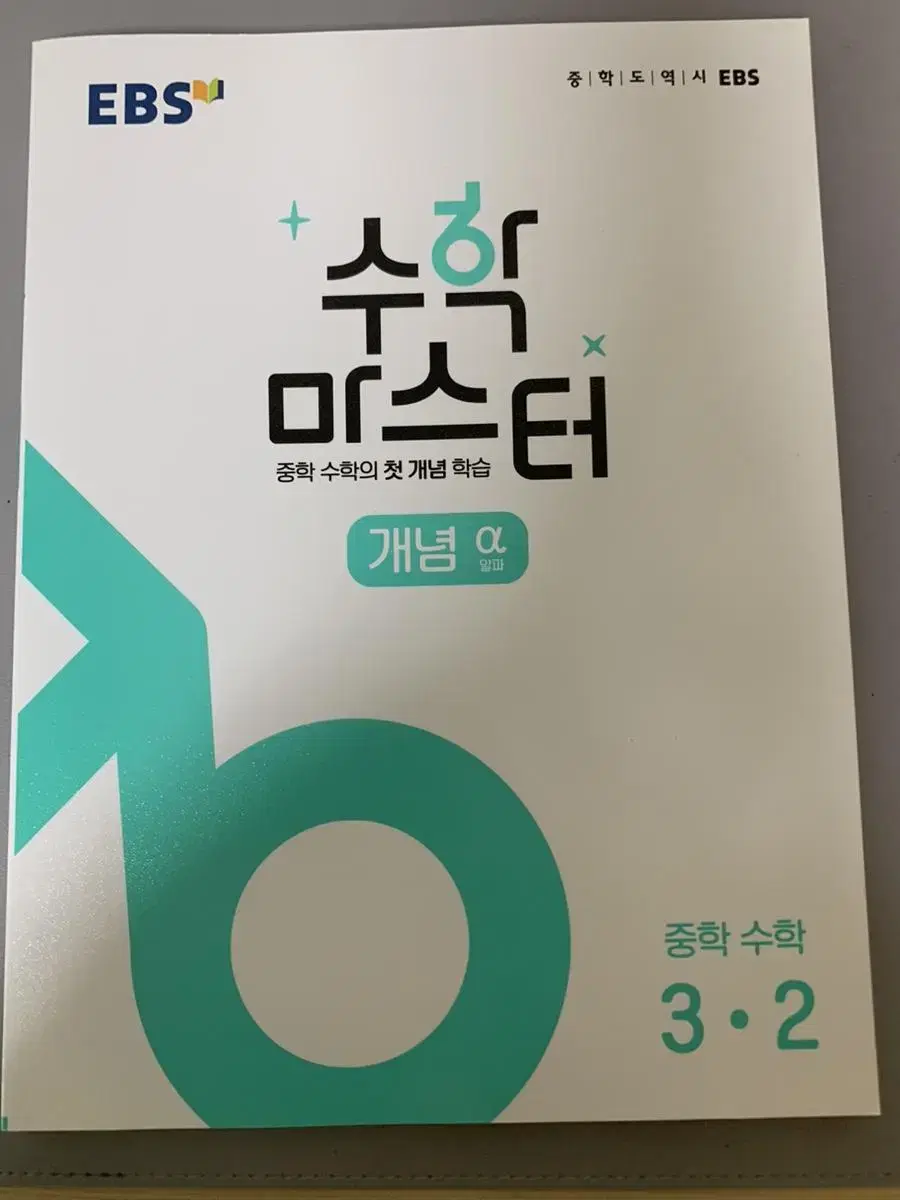 EBS
중|학|도|역|시 EBS
수학
마스터
중학 수학의 첫 개념 학습
개념 α
알파
중학 수학
3·2